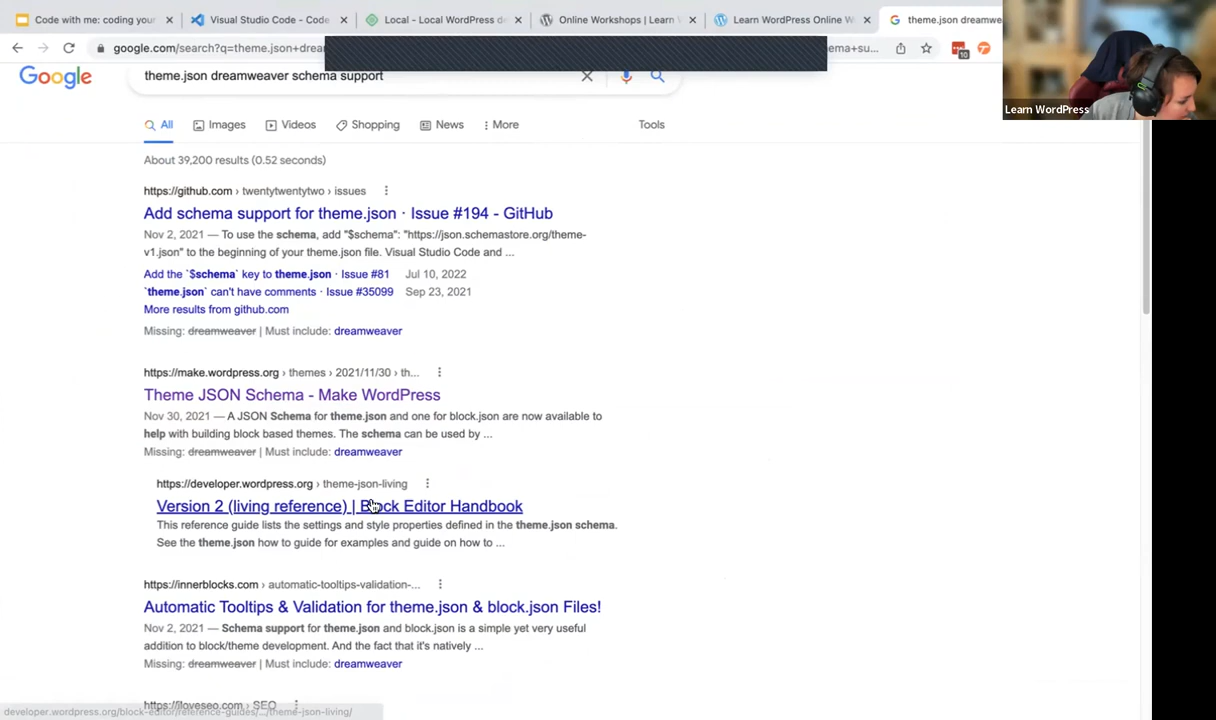 Code with me: coding your
Visual Studio Code - Code
Local - Local WordPress de
Online Workshops | Learn W
Learn WordPress Online W
theme.json dreamwe
google.com/search?q=theme.json+drea
ema+su...
10
Learn WordPress
Google
theme.json dreamweaver schema support
All
Images
Videos
Shopping
News
More
Tools
About 39,200 results (0.52 seconds)
https://github.com › twentytwentytwo › issues
Add schema support for theme.json · Issue #194 - GitHub
Nov 2, 2021 — To use the schema, add "$schema": "https://json.schemastore.org/theme-
v1.json" to the beginning of your theme.json file. Visual Studio Code and ...
Add the `$schema` key to theme.json · Issue #81 Jul 10, 2022
`theme.json` can't have comments · Issue #35099 Sep 23, 2021
More results from github.com
Missing: dreamweaver | Must include: dreamweaver
https://make.wordpress.org › themes › 2021/11/30 › th...
Theme JSON Schema - Make WordPress
Nov 30, 2021 — A JSON Schema for theme.json and one for block.json are now available to
help with building block based themes. The schema can be used by ...
Missing: dreamweaver | Must include: dreamweaver
https://developer.wordpress.org › theme-json-living
Version 2 (living reference) | Block Editor Handbook
This reference guide lists the settings and style properties defined in the theme.json schema.
See the theme.json how to guide for examples and guide on how to ...
https://innerblocks.com › automatic-tooltips-validation-...
Automatic Tooltips & Validation for theme.json & block.json Files!
Nov 2, 2021 — Schema support for theme.json and block.json is a simple yet very useful
addition to block/theme development. And the fact that it's natively ...
Missing: dreamweaver | Must include: dreamweaver
https://iloveseo.com › SEO
developer.wordpress.org/block-editor/reference-guides/.../theme-json-living/